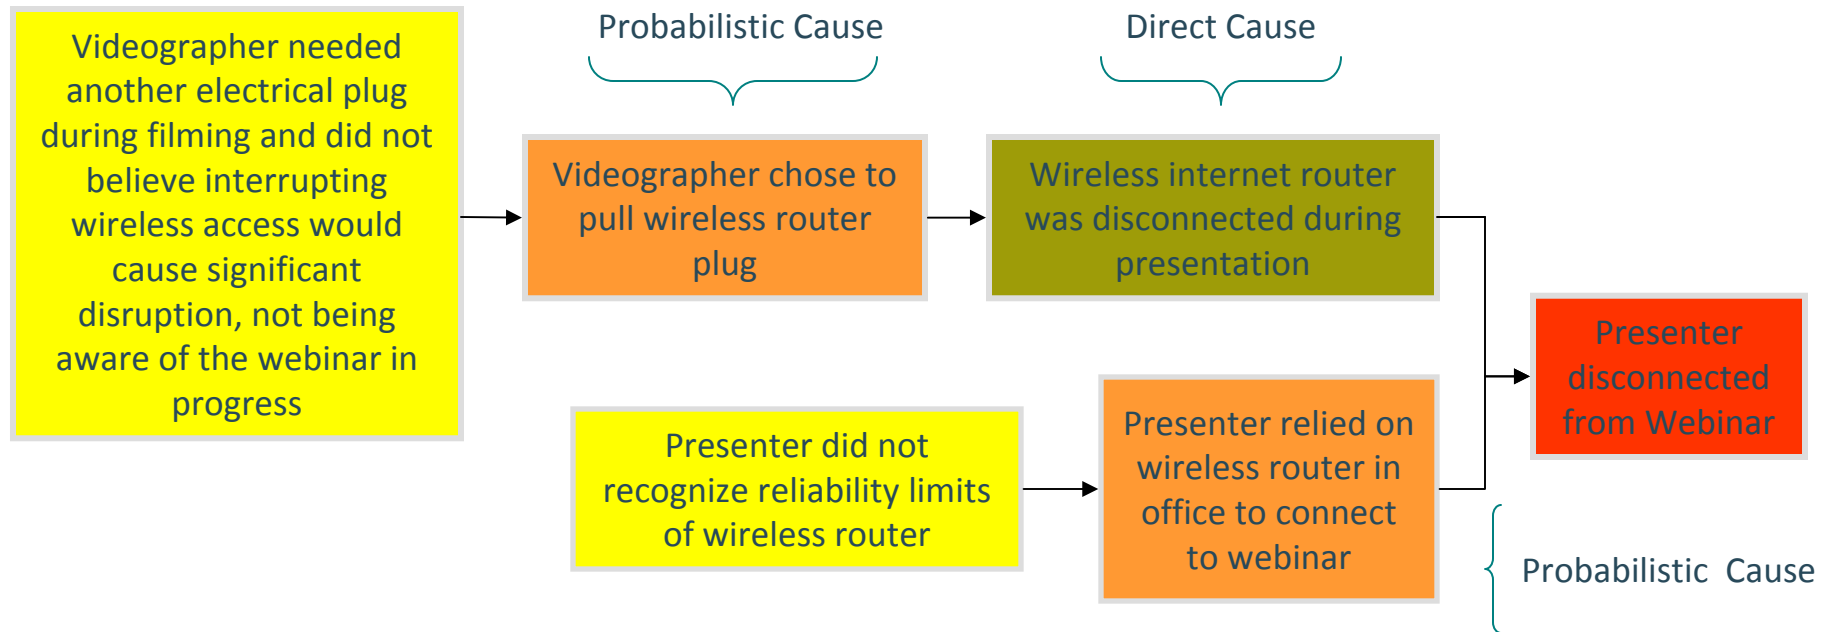 Videographer needed
another electrical plug
during filming and did not
believe interrupting
wireless access would
cause significant
disruption, not being
aware of the webinar in
progress
Probabilistic Cause
Videographer chose to
pull wireless router
plug
Direct Cause
Wireless internet router
was disconnected during
presentation
Presenter did not
recognize reliability limits
of wireless router
Presenter relied on
wireless router in
office to connect
to webinar
Presenter
disconnected
from Webinar
Probabilistic Cause